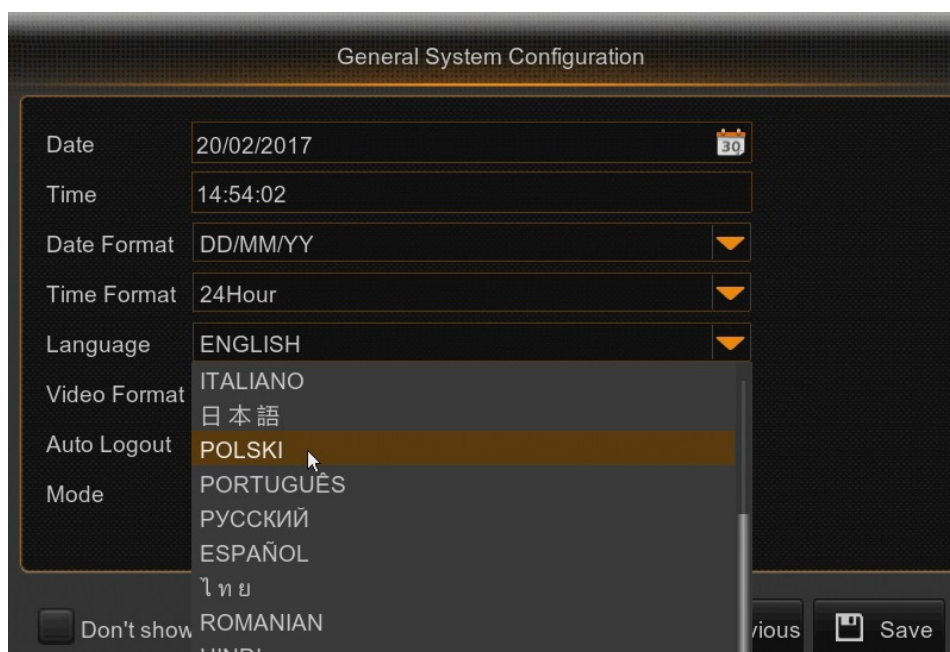 General System Configuration
Date 20/02/2017 30
Time 14:54:02
Date Format DD/MM/YY
Time Format 24Hour
Language ENGLISH
ITALIANO
Video Format
日本語
Auto Logout POLSKI
PORTUGUÊS
Mode
РУССКИЙ
ESPAÑOL
ไทย
Don't show ROMANIAN vious Save